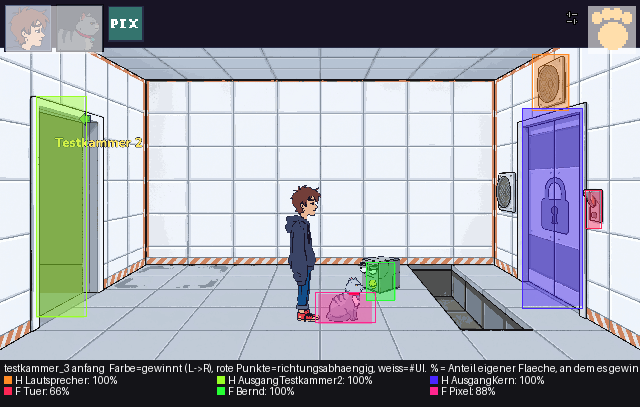 PIX
Testkammer 2
testkammer_3 anfang Farbe=gewinnt (L->R), rote Punkte=richtungsabhaengig, weiss=#UI. %= Anteil eigener Flaeche, an dem es gewin
H Lautsprecher: 100% H AusgangTestkammer2: 100% H AusgangKern: 100%
F Tuer: 66% F Bernd: 100% F Pixel: 88%